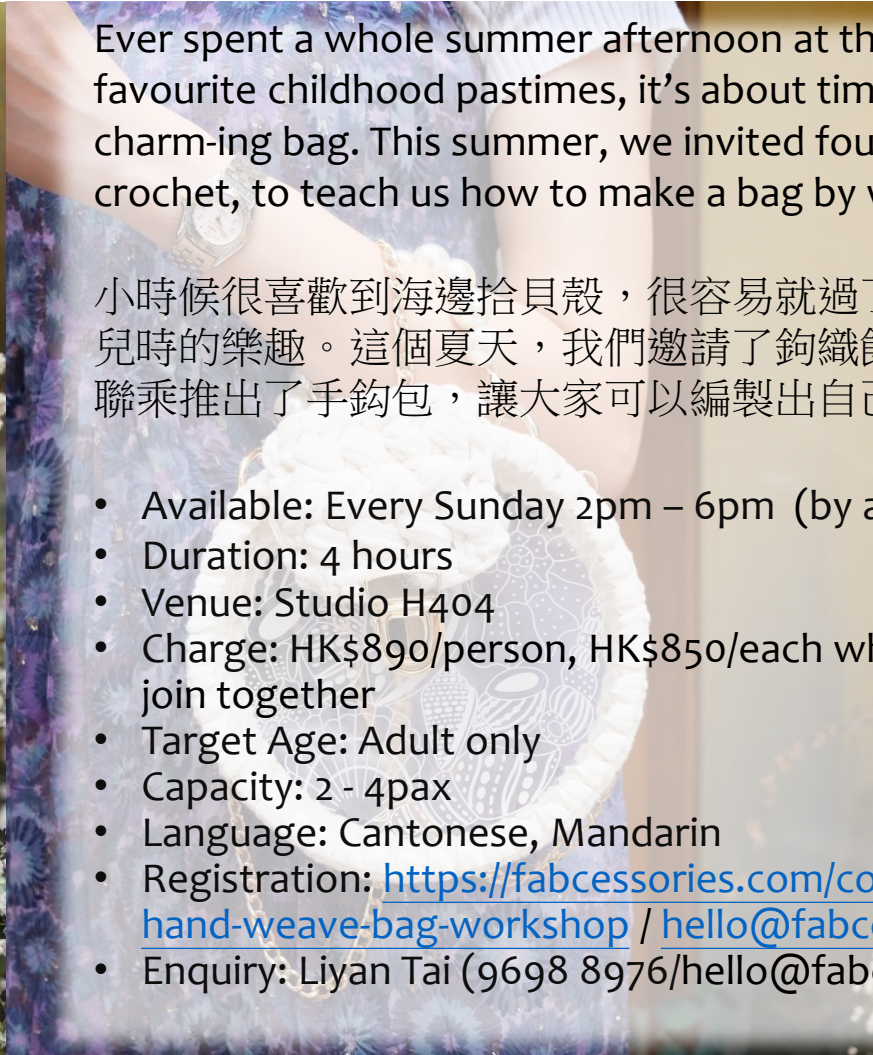 Ever spent a whole summer afternoon at th
favourite childhood pastimes, it's about tim
charm-ing bag. This summer, we invited fou
crochet, to teach us how to make a bag by
小時候很喜歡到海邊拾貝殼，很容易就過了
兒時的樂趣。這個夏天，我們邀請了鉤織
聯乘推出了手鈎包，讓大家可以編製出自己
• Available: Every Sunday 2pm – 6pm (by a
• Duration: 4 hours
• Venue: Studio H404
• Charge: HK$890/person, HK$850/each wh
join together
• Target Age: Adult only
• Capacity: 2 - 4pax
• Language: Cantonese, Mandarin
• Registration: https://fabcessories.com/co
hand-weave-bag-workshop / hello@fabc
• Enquiry: Liyan Tai (9698 8976/hello@fab